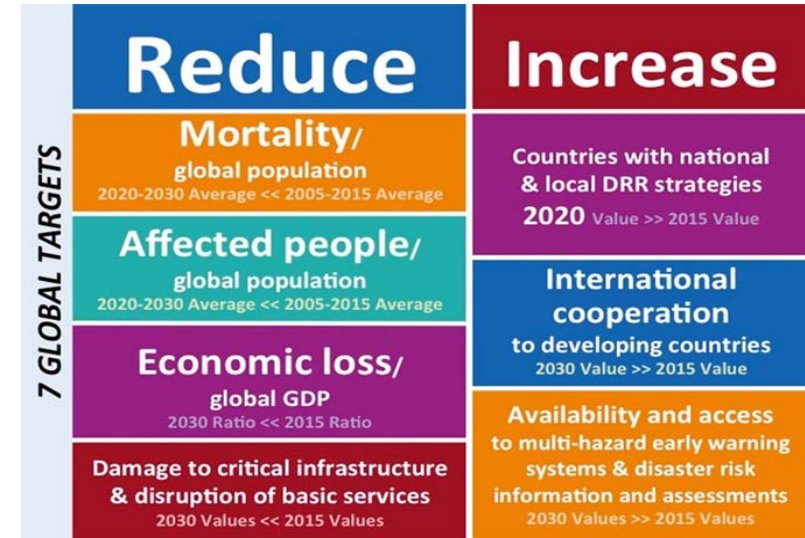 7 GLOBAL TARGETS
Reduce
Mortality/
global population
2020-2030 Average << 2005-2015 Average
Affected people/
global population
2020-2030 Average << 2005-2015 Average
Economic loss/
global GDP
2030 Ratio << 2015 Ratio
Damage to critical infrastructure
& disruption of basic services
2030 Values << 2015 Values
Increase
Countries with national
& local DRR strategies
2020 Value >> 2015 Value
International
cooperation
to developing countries
2030 Value >> 2015 Value
Availability and access
to multi-hazard early warning
systems & disaster risk
information and assessments
2030 Values >> 2015 Values